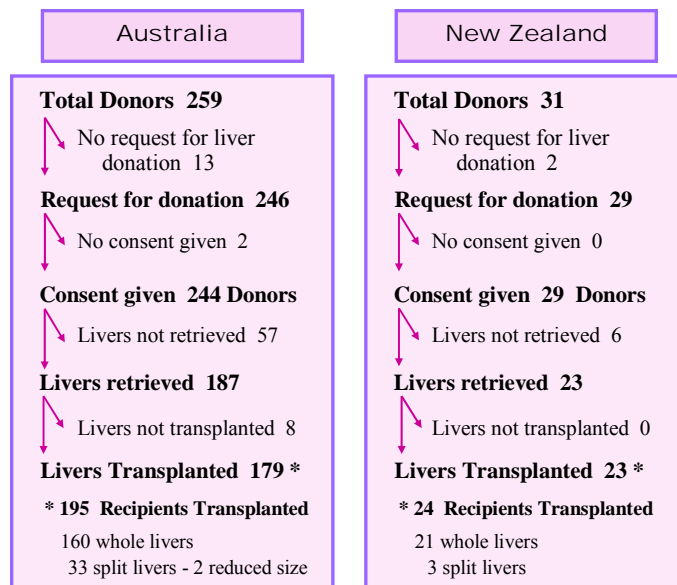 Australia
Total Donors 259
No request for liver
donation 13
Request for donation 246
No consent given 2
Consent given 244 Donors
Livers not retrieved 57
Livers retrieved 187
Livers not transplanted 8
Livers Transplanted 179 *
* 195 Recipients Transplanted
160 whole livers
33 split livers - 2 reduced size
New Zealand
Total Donors 31
No request for liver
donation 2
Request for donation 29
No consent given 0
Consent given 29 Donors
Livers not retrieved 6
Livers retrieved 23
Livers not transplanted 0
Livers Transplanted 23 *
* 24 Recipients Transplanted
21 whole livers
3 split livers